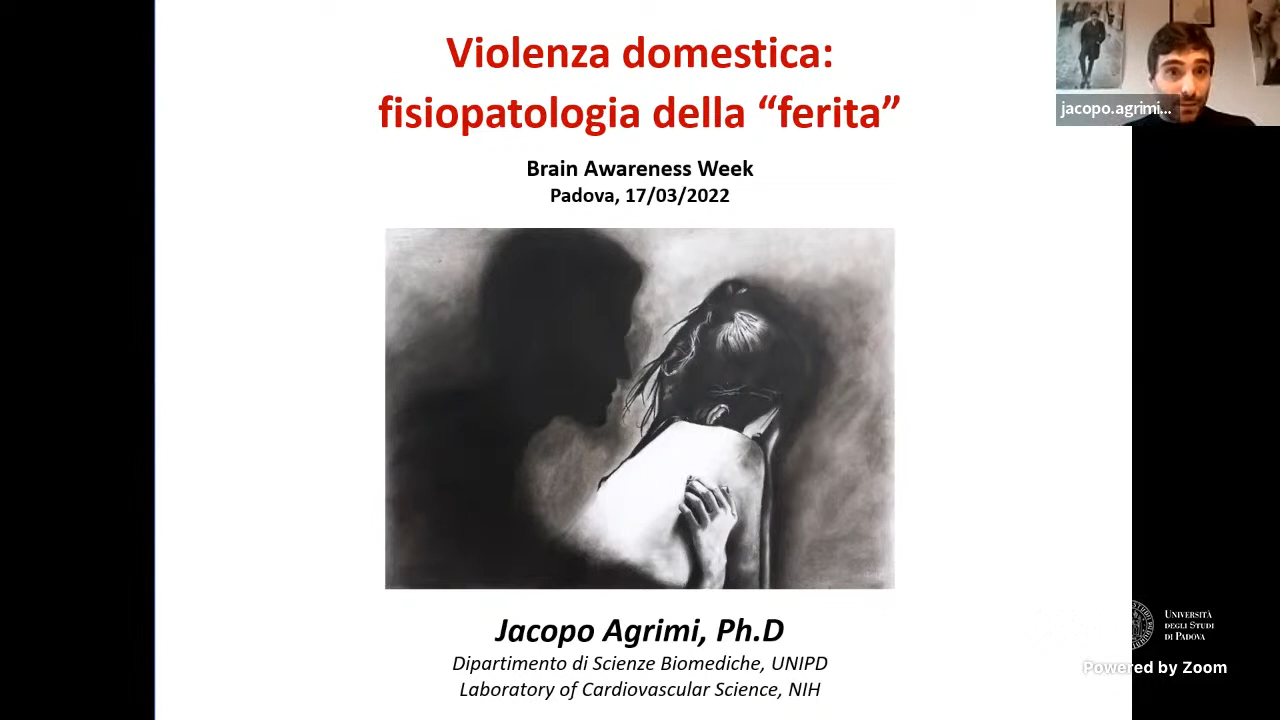 Violenza domestica:
fisiopatologia della “ferita”
Brain Awareness Week
Padova, 17/03/2022
jacopo.agrimi...
Jacopo Agrimi, Ph.D
Dipartimento di Scienze Biomediche, UNIPD
Laboratory of Cardiovascular Science, NIH
UNIVERSITÀ
DEGLI STUDI
DI PADOVA
Powered by Zoom